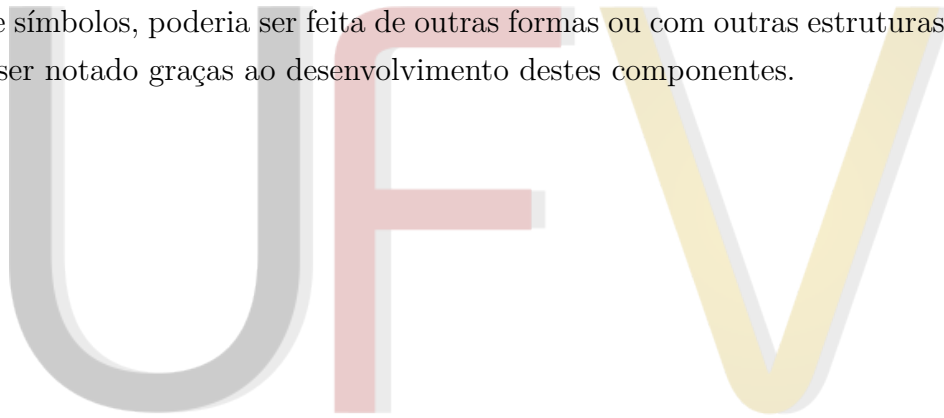 e símbolos, poderia ser feita de outras formas ou com outras estruturas
ser notado graças ao desenvolvimento destes componentes.
UFV